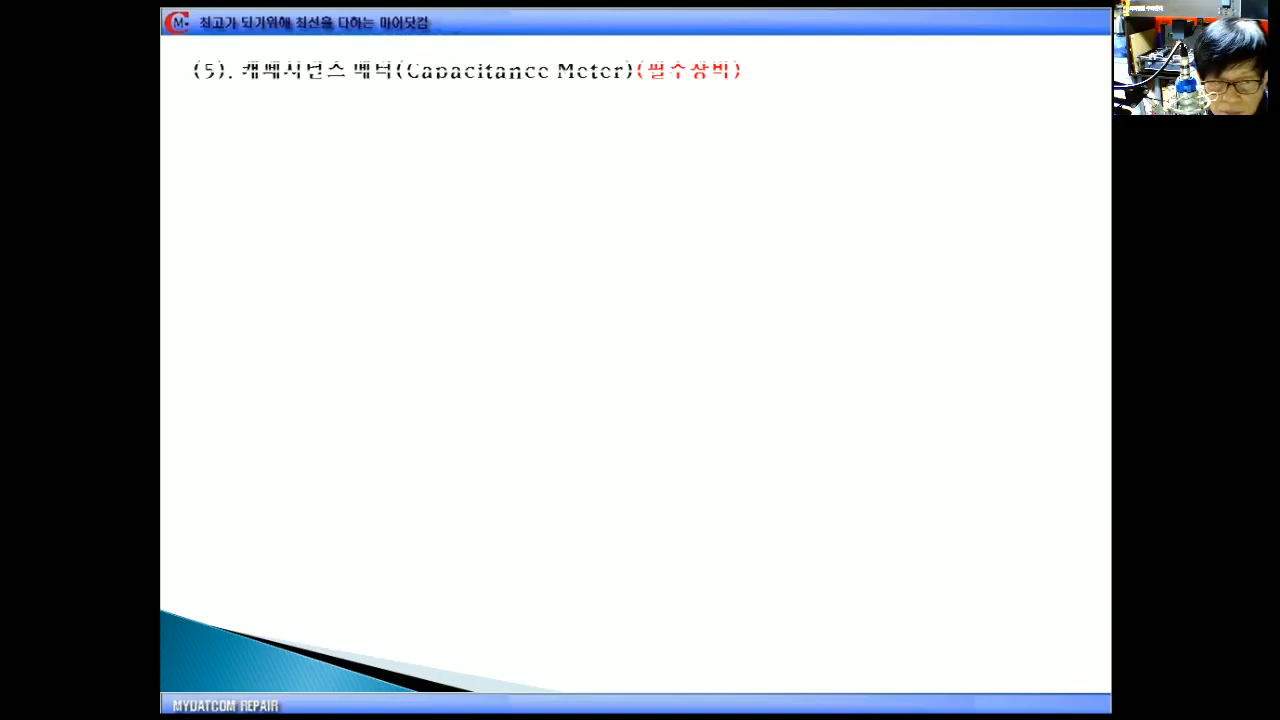 최고가 되기위해 최선을 다하는 마이닷컴
(5). 캐패시턴스 메터(Capacitance Meter)(필수장비)
MYDATCOM REPAIR